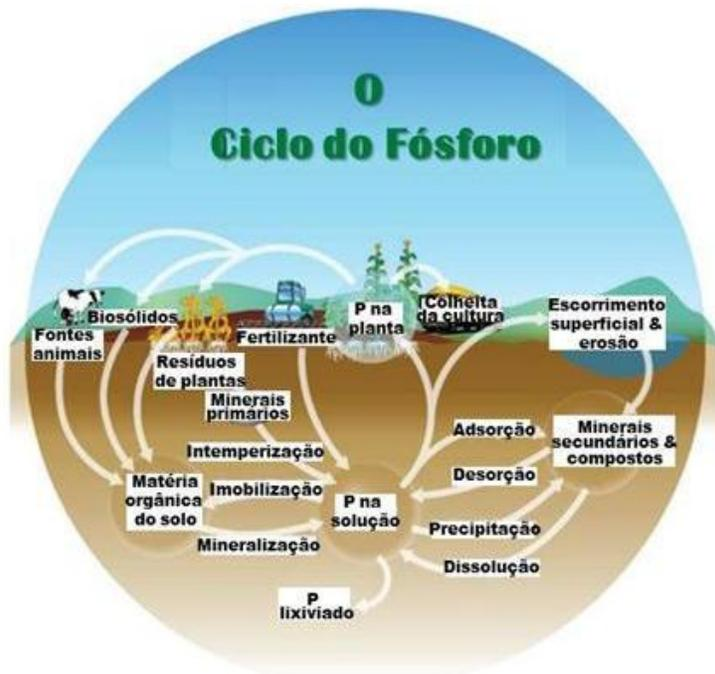 O
Ciclo do Fósforo
Fontes
animais
Biosólidos
Resíduos
de plantas
Fertilizante
P na
planta
Colheita
da cultura
Escorrimento
superficial &
erosão
Minerais
primários
Intemperização
Adsorção
Minerais
secundários &
compostos
Matéria
orgânica
do solo
Imobilização
P na
solução
Desorção
Mineralização
Precipitação
Dissolução
P
lixiviado